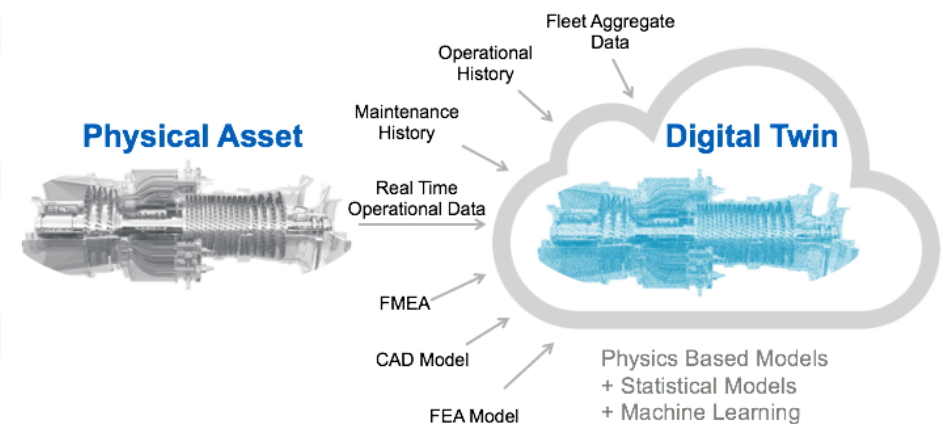 Fleet Aggregate
Data
Operational
History
Maintenance
History
Physical Asset
Digital Twin
Real Time
Operational Data
FMEA
CAD Model
FEA Model
Physics Based Models
+ Statistical Models
+ Machine Learning